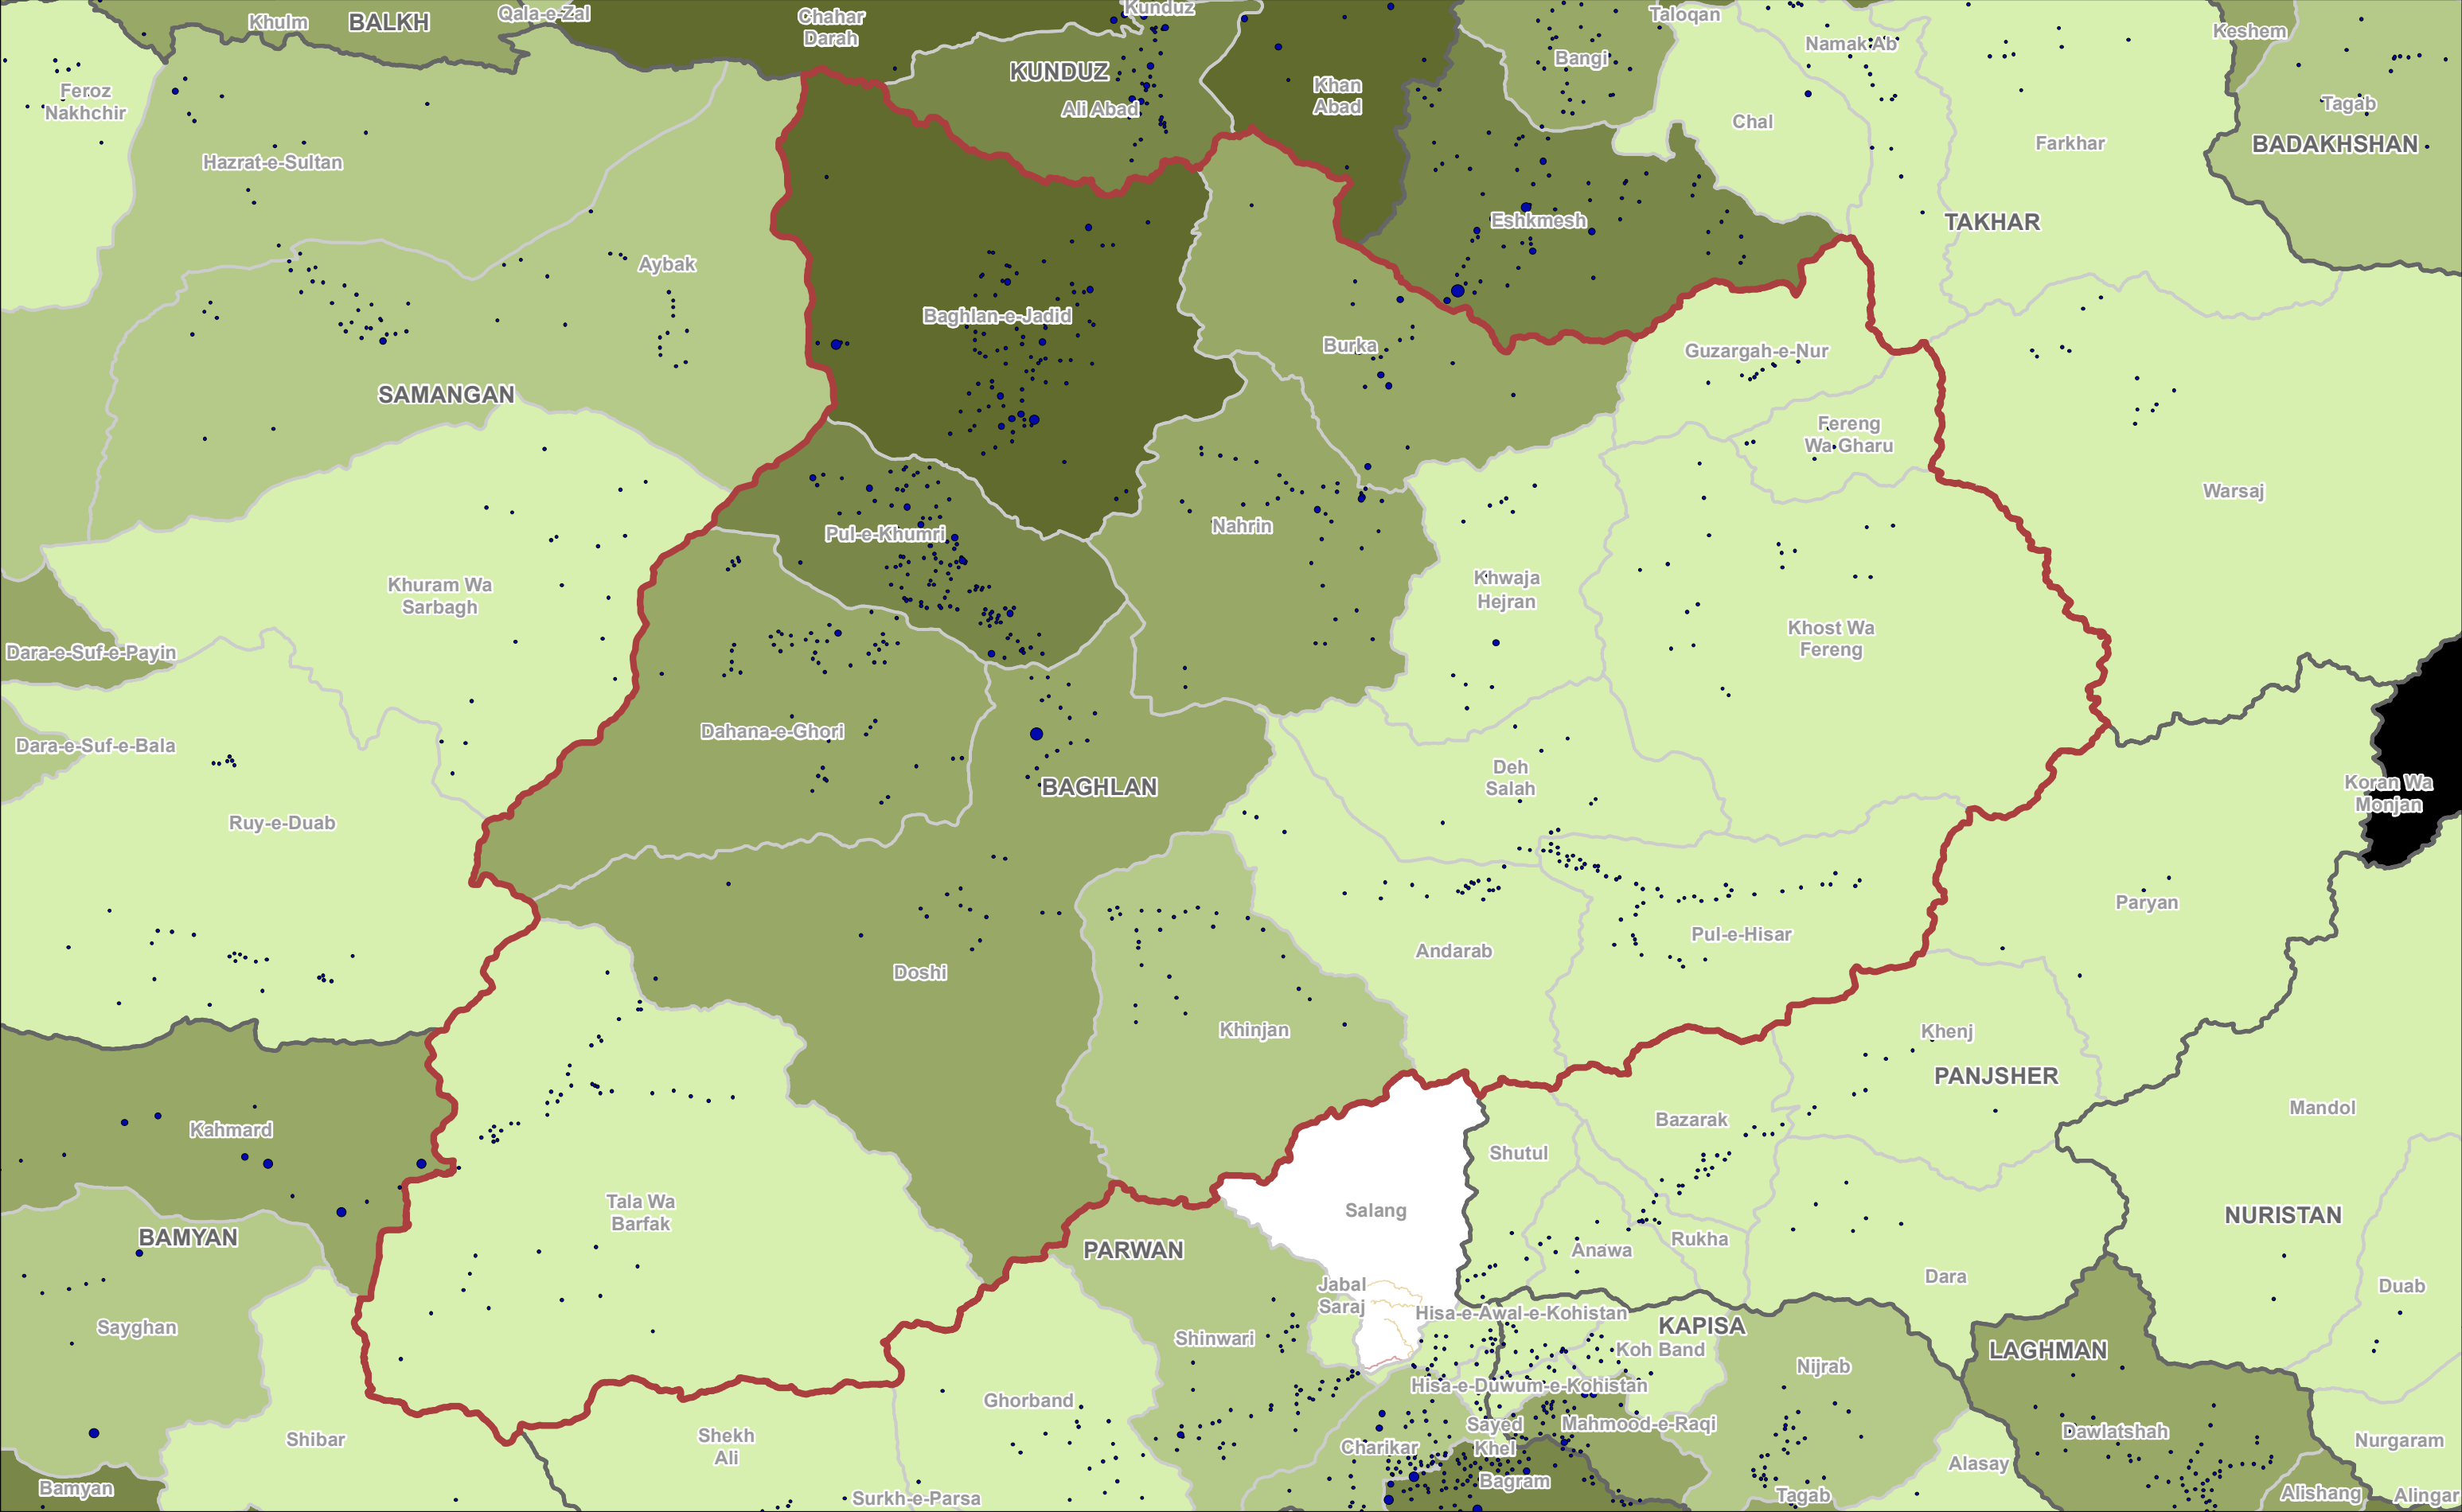 Khulm
BALKH
Qala-e-Zal
Chahar
Darah
Kunduz
Taloqan
Keshem
KUNDUZ
Ali Abad
Khan
Abad
Bangi
Namak Ab
Chal
Farkhar
Tagab
BADAKHSHAN
Feroz
Nakhchir
Hazrat-e-Sultan
Aybak
Eshkmesh
TAKHAR
Baghlan-e-Jadid
Burka
Guzargah-e-Nur
SAMANGAN
Fereng
Wa Gharu
Warsaj
Pul-e-Khumri
Nahrin
Khuram Wa
Sarbagh
Khwaja
Hejran
Khost Wa
Fereng
Dara-e-Suf-e-Payin
Dara-e-Suf-e-Bala
Dahana-e-Ghori
BAGHLAN
Deh
Salah
Koran Wa
Monjan
Ruy-e-Duab
Paryan
Pul-e-Hisar
Andarab
Doshi
Khinjan
Khenj
PANJSHER
Mandol
Kahmard
Bazarak
Shutul
Tala Wa
Barfak
Salang
NURISTAN
BAMYAN
PARWAN
Anawa
Rukha
Dara
Duab
Jabal
Saraj
Hisa-e-Awal-e-Kohistan
KAPISA
Sayghan
Shinwari
Koh Band
LAGHMAN
Nijrab
Hisa-e-Duwum-e-Kohistan
Ghorband
Mahmood-e-Raqi
Sayed
Khel
Dawlatshah
Shibar
Shekh
Ali
Charikar
Nurgaram
Alasay
Bagram
Bamyan
Surkh-e-Parsa
Tagab
Alishang
Alingar